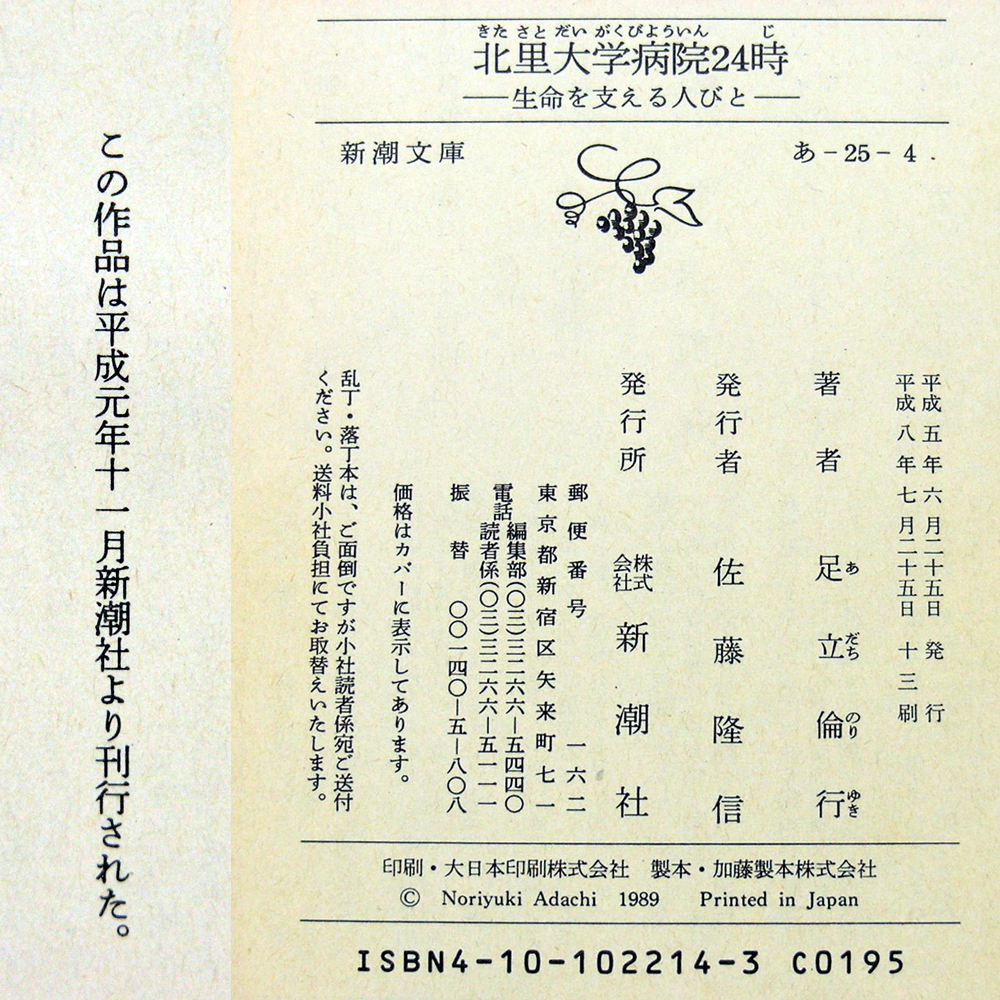 この作品は平成元年十一月新潮社より刊行された。
きたさとだいがくびよういん じ
北里大学病院24時
―生命を支える人びと―
新潮文庫
あ-25-4
平成五年六月二十五日 発行
平成八年七月二十五日 十三刷
著者 足立倫行
あ だち のり ゆき
発行者 佐藤隆信
発行所 株式会社 新潮社
郵便番号 一六二
東京都新宿区矢来町七一
電話 編集部(〇三)三二六六―五四四〇
読者係(〇三)三二六六―五一一一
振替 〇〇一四〇―五―八〇八
価格はカバーに表示してあります。
乱丁・落丁本は、ご面倒ですが小社読者係宛ご送付
ください。送料小社負担にてお取替えいたします。
印刷・大日本印刷株式会社 製本・加藤製本株式会社
© Noriyuki Adachi 1989 Printed in Japan
ISBN4-10-102214-3 C0195